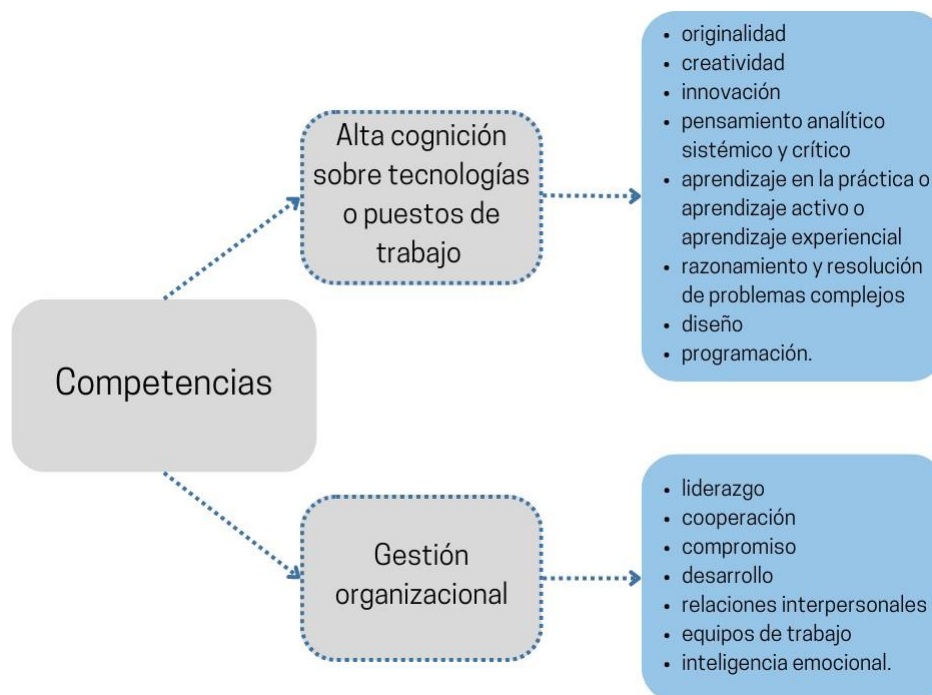 Competencias
Alta cognición
sobre tecnologías
o puestos de
trabajo
• originalidad
• creatividad
• innovación
• pensamiento analítico
sistémico y crítico
• aprendizaje en la práctica o
aprendizaje activo o
aprendizaje experiencial
• razonamiento y resolución
de problemas complejos
• diseño
• programación.
Gestión
organizacional
• liderazgo
• cooperación
• compromiso
• desarrollo
• relaciones interpersonales
• equipos de trabajo
• inteligencia emocional.